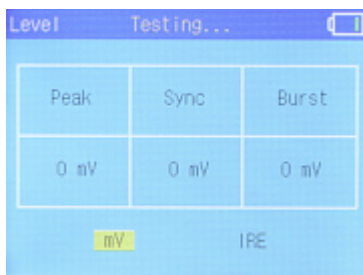 Level Testing...
Peak Sync Burst
0 mV 0 mV 0 mV
mV IRE